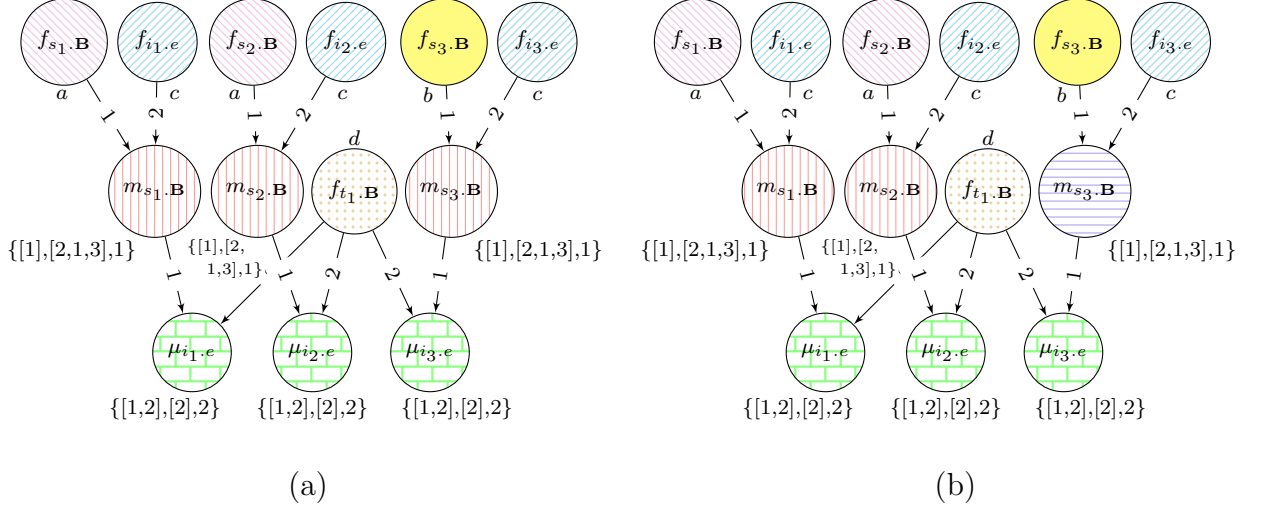 f_{s_1.𝐁} f_{i_1.e} f_{s_2.𝐁} f_{i_2.e} f_{s_3.𝐁} f_{i_3.e} f_{s_1.𝐁} f_{i_1.e} f_{s_2.𝐁} f_{i_2.e} f_{s_3.𝐁} f_{i_3.e}
a c a c b c a c a c b c
1 2 1 2 1 2 1 2 1 2 1 2
d d
m_{s_1.𝐁} m_{s_2.𝐁} f_{t_1.𝐁} m_{s_3.𝐁} m_{s_1.𝐁} m_{s_2.𝐁} f_{t_1.𝐁} m_{s_3.𝐁}
{[1],[2,1,3],1} {[1],[2, {[1],[2,1,3],1} {[1],[2,1,3],1} {[1],[2, {[1],[2,1,3],1}
1,3],1} 1,3],1}
1 1 2 2 1 1 1 2 2 1
μ_{i_1.e} μ_{i_2.e} μ_{i_3.e} μ_{i_1.e} μ_{i_2.e} μ_{i_3.e}
{[1,2],[2],2} {[1,2],[2],2} {[1,2],[2],2} {[1,2],[2],2} {[1,2],[2],2} {[1,2],[2],2}
(a) (b)